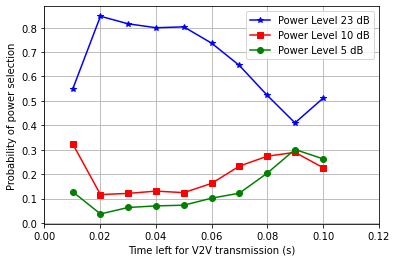 Power Level 23 dB
Power Level 10 dB
Power Level 5 dB
Probability of power selection
0.8
0.7
0.6
0.5
0.4
0.3
0.2
0.1
0.0
0.00 0.02 0.04 0.06 0.08 0.10 0.12
Time left for V2V transmission (s)